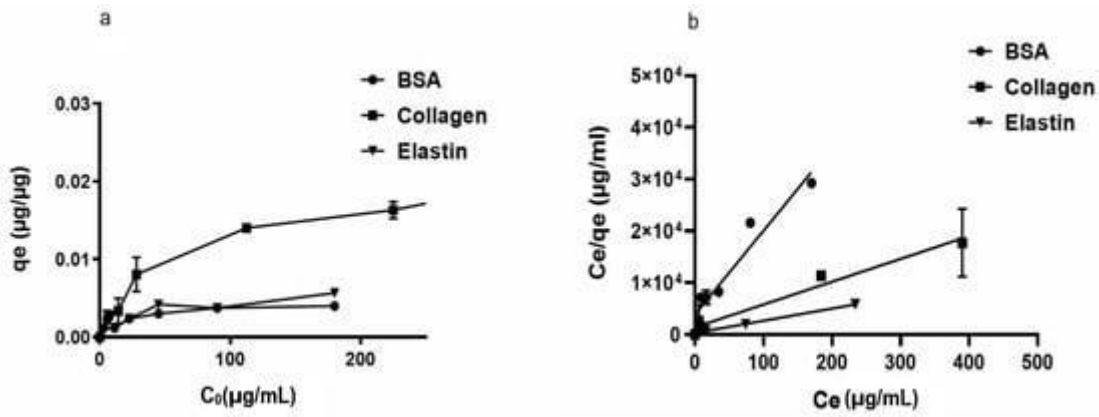 a
BSA
Collagen
Elastin
0.03
0.02
0.01
0.00
qe (µg/µg)
0
100
200
C₀(µg/mL)
b
BSA
Collagen
Elastin
5×10⁴
4×10⁴
3×10⁴
2×10⁴
1×10⁴
0
Ce/qe (µg/ml)
0
100
200
300
400
500
Ce (µg/mL)